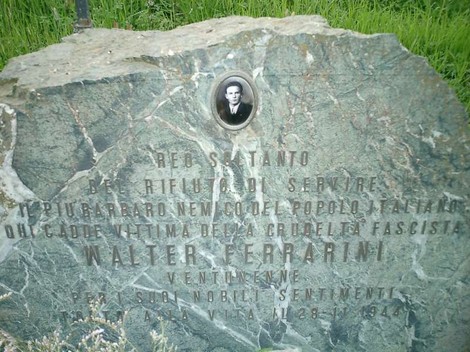 REO SOLTANTO
DEL RIFIUTO DI SERVIRE
IL PIU BARBARO NEMICO DEL POPOLO ITALIANO
QUI CADDE VITTIMA DELLA CRUDELTA FASCISTA
WALTER FERRARINI
VENTUNENNE
PER I SUOI NOBILI SENTIMENTI
ALLA VITA IL 28-11-1944